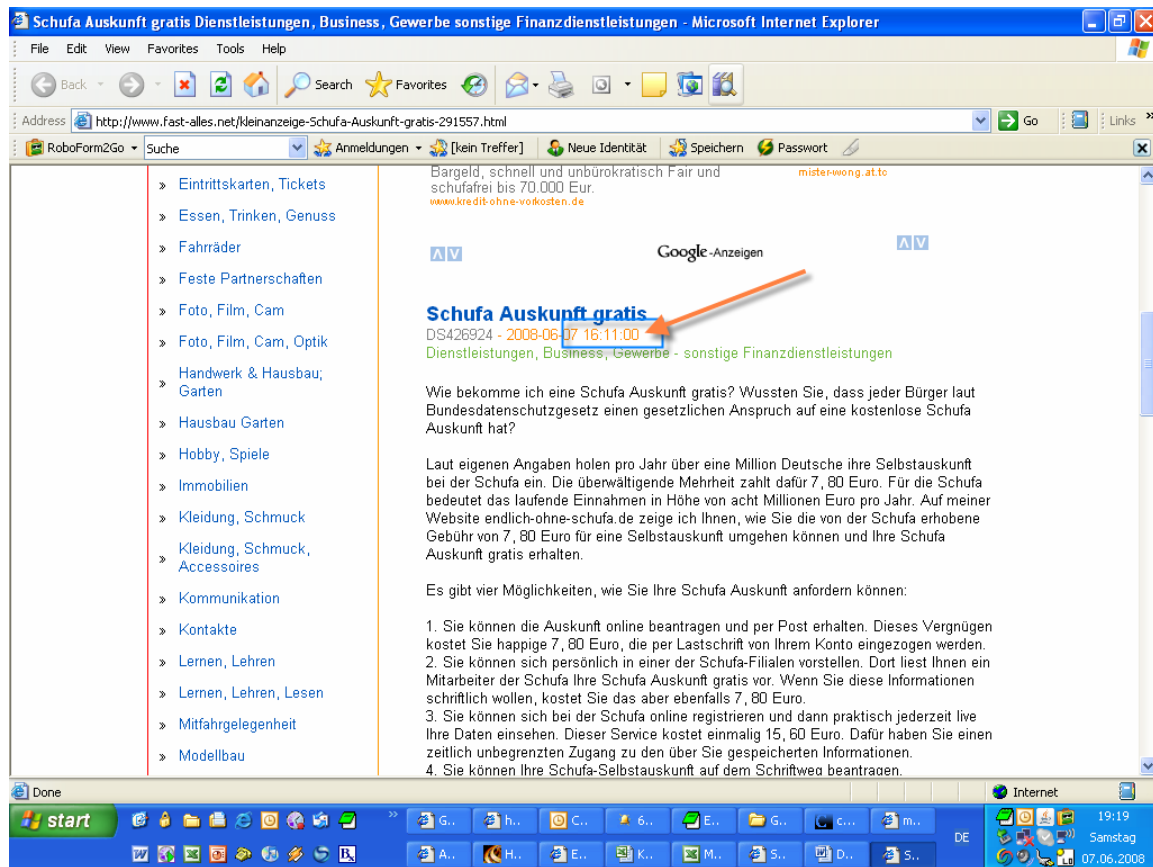 Schufa Auskunft gratis Dienstleistungen, Business, Gewerbe sonstige Finanzdienstleistungen - Microsoft Internet Explorer
File Edit View Favorites Tools Help
Back Search Favorites
Address http://www.fast-alles.net/kleinanzeige-Schufa-Auskunft-gratis-291557.html Go Links »
RoboForm2Go Suche Anmeldungen [kein Treffer] Neue Identität Speichern Passwort
» Eintrittskarten, Tickets
» Essen, Trinken, Genuss
» Fahrräder
» Feste Partnerschaften
» Foto, Film, Cam
» Foto, Film, Cam, Optik
» Handwerk & Hausbau;
Garten
» Hausbau Garten
» Hobby, Spiele
» Immobilien
» Kleidung, Schmuck
» Kleidung, Schmuck,
Accessoires
» Kommunikation
» Kontakte
» Lernen, Lehren
» Lernen, Lehren, Lesen
» Mitfahrgelegenheit
» Modellbau
Bargeld, schnell und unbürokratisch Fair und
schufafrei bis 70.000 Eur.
www.kredit-ohne-vorkosten.de
mister-wong.at.tc
Google-Anzeigen
Schufa Auskunft gratis
DS426924 - 2008-06-07 16:11:00
Dienstleistungen, Business, Gewerbe - sonstige Finanzdienstleistungen
Wie bekomme ich eine Schufa Auskunft gratis? Wussten Sie, dass jeder Bürger laut
Bundesdatenschutzgesetz einen gesetzlichen Anspruch auf eine kostenlose Schufa
Auskunft hat?
Laut eigenen Angaben holen pro Jahr über eine Million Deutsche ihre Selbstauskunft
bei der Schufa ein. Die überwältigende Mehrheit zahlt dafür 7, 80 Euro. Für die Schufa
bedeutet das laufende Einnahmen in Höhe von acht Millionen Euro pro Jahr. Auf meiner
Website endlich-ohne-schufa.de zeige ich Ihnen, wie Sie die von der Schufa erhobene
Gebühr von 7, 80 Euro für eine Selbstauskunft umgehen können und Ihre Schufa
Auskunft gratis erhalten.
Es gibt vier Möglichkeiten, wie Sie Ihre Schufa Auskunft anfordern können:
1. Sie können die Auskunft online beantragen und per Post erhalten. Dieses Vergnügen
kostet Sie happige 7, 80 Euro, die per Lastschrift von Ihrem Konto eingezogen werden.
2. Sie können sich persönlich in einer der Schufa-Filialen vorstellen. Dort liest Ihnen ein
Mitarbeiter der Schufa Ihre Schufa Auskunft gratis vor. Wenn Sie diese Informationen
schriftlich wollen, kostet Sie das aber ebenfalls 7, 80 Euro.
3. Sie können sich bei der Schufa online registrieren und dann praktisch jederzeit live
Ihre Daten einsehen. Dieser Service kostet einmalig 15, 60 Euro. Dafür haben Sie einen
zeitlich unbegrenzten Zugang zu den über Sie gespeicherten Informationen.
4. Sie können Ihre Schufa-Selbstauskunft auf dem Schriftweg beantragen.
Done Internet
start » G.. h.. C.. 6.. E.. G.. c... m.. 19:19
DE Samstag
A.. H.. E.. K.. M.. S.. D.. S.. 07.06.2008